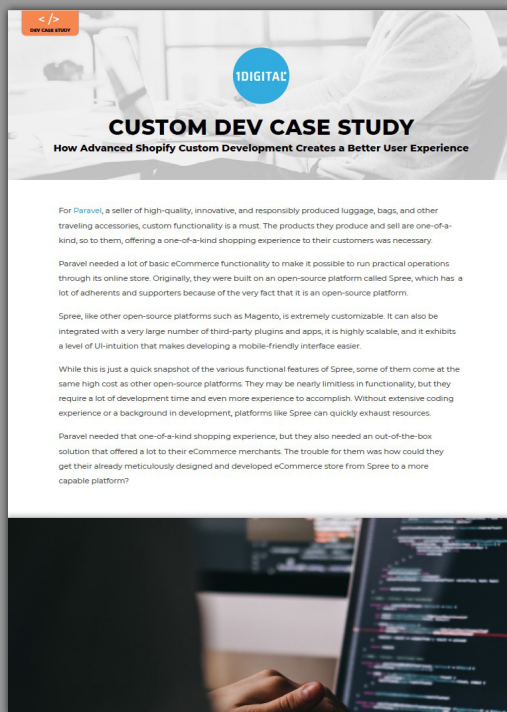 </>
DEV CASE STUDY
1DIGITAL
CUSTOM DEV CASE STUDY
How Advanced Shopify Custom Development Creates a Better User Experience
For Paravel, a seller of high-quality, innovative, and responsibly produced luggage, bags, and other
traveling accessories, custom functionality is a must. The products they produce and sell are one-of-a-
kind, so to them, offering a one-of-a-kind shopping experience to their customers was necessary.
Paravel needed a lot of basic eCommerce functionality to make it possible to run practical operations
through its online store. Originally, they were built on an open-source platform called Spree, which has a
lot of adherents and supporters because of the very fact that it is an open-source platform.
Spree, like other open-source platforms such as Magento, is extremely customizable. It can also be
integrated with a very large number of third-party plugins and apps, it is highly scalable, and it exhibits
a level of UI-intuition that makes developing a mobile-friendly interface easier.
While this is just a quick snapshot of the various functional features of Spree, some of them come at the
same high cost as other open-source platforms. They may be nearly limitless in functionality, but they
require a lot of development time and even more experience to accomplish. Without extensive coding
experience or a background in development, platforms like Spree can quickly exhaust resources.
Paravel needed that one-of-a-kind shopping experience, but they also needed an out-of-the-box
solution that offered a lot to their eCommerce merchants. The trouble for them was how could they
get their already meticulously designed and developed eCommerce store from Spree to a more
capable platform?